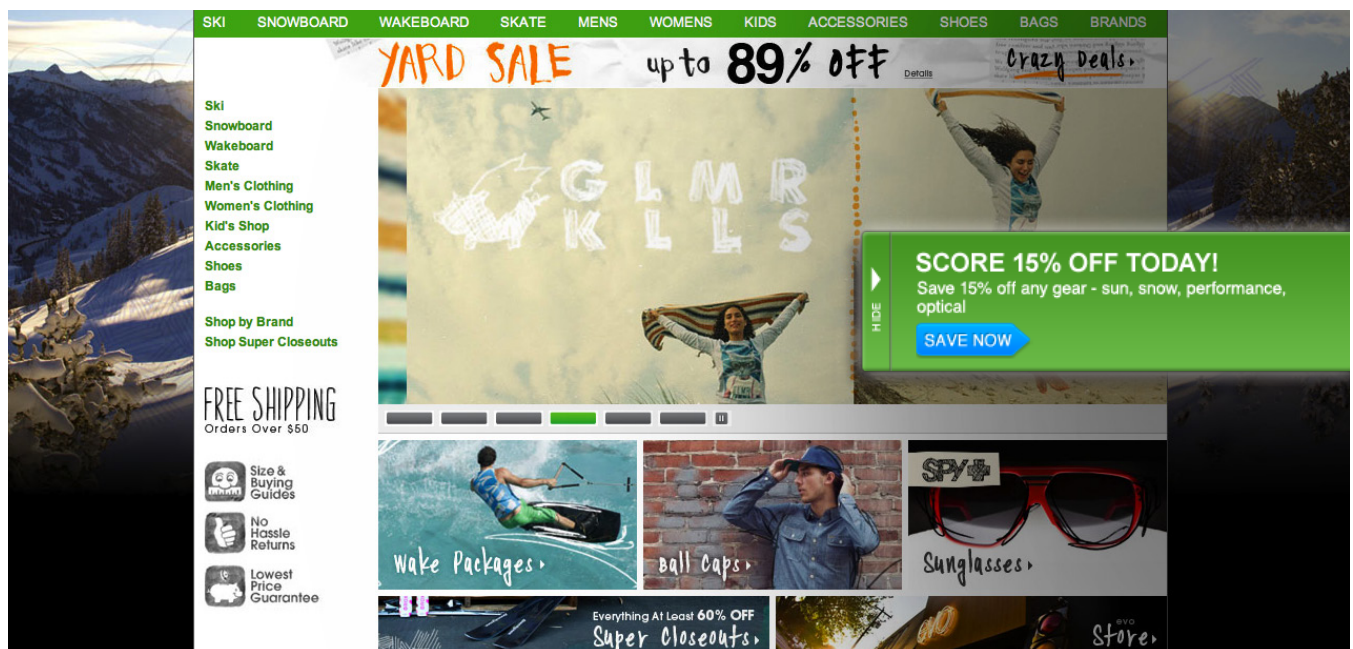 SKI SNOWBOARD WAKEBOARD SKATE MENS WOMENS KIDS ACCESSORIES SHOES BAGS BRANDS
YARD SALE up to 89% OFF Details Crazy Deals
Ski
Snowboard
Wakeboard
Skate
Men's Clothing
Women's Clothing
Kid's Shop
Accessories
Shoes
Bags
Shop by Brand
Shop Super Closeouts
FREE SHIPPING
Orders Over $50
Size &
Buying
Guides
No
Hassle
Returns
Lowest
Price
Guarantee
GLMR
KLLS
HIDE
SCORE 15% OFF TODAY!
Save 15% off any gear - sun, snow, performance,
optical
SAVE NOW
Wake Packages
Ball Caps
SPY
Sunglasses
Everything At Least 60% OFF
Super Closeouts
evo
evo
Store